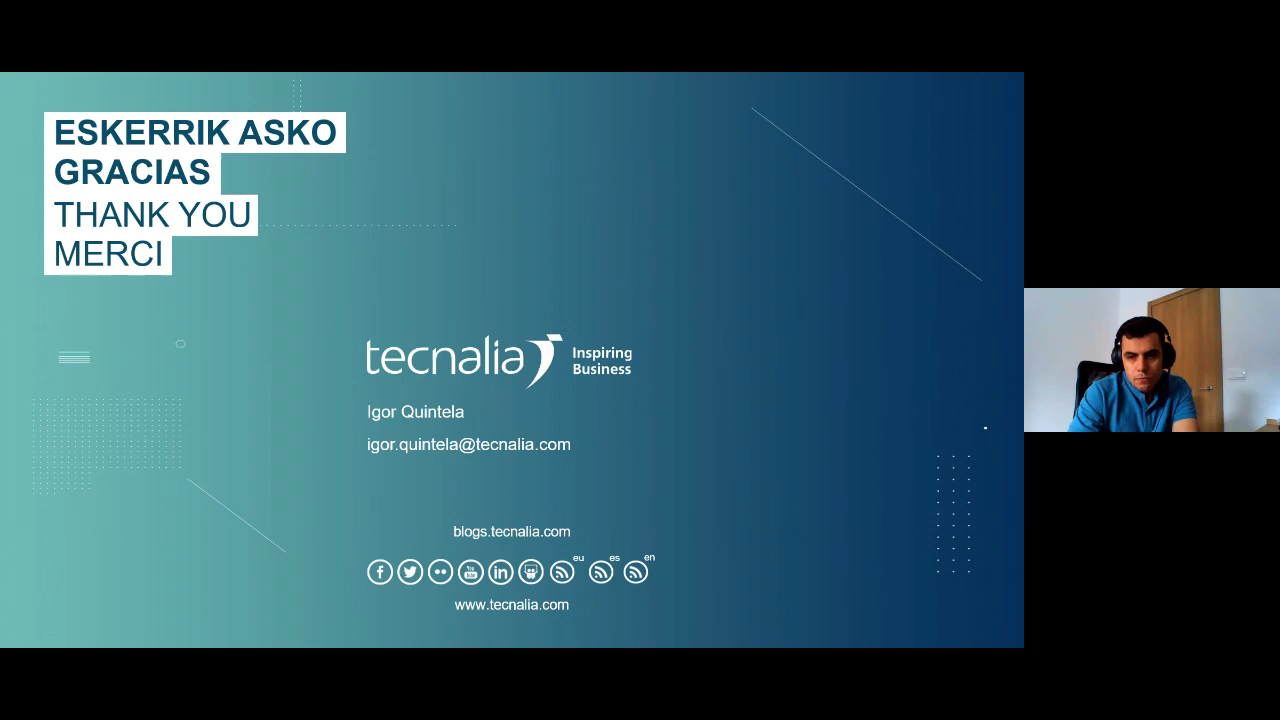 ESKERRIK ASKO
GRACIAS
THANK YOU
MERCI
tecnalia Inspiring
Business
Igor Quintela
igor.quintela@tecnalia.com
blogs.tecnalia.com
eu es en
www.tecnalia.com